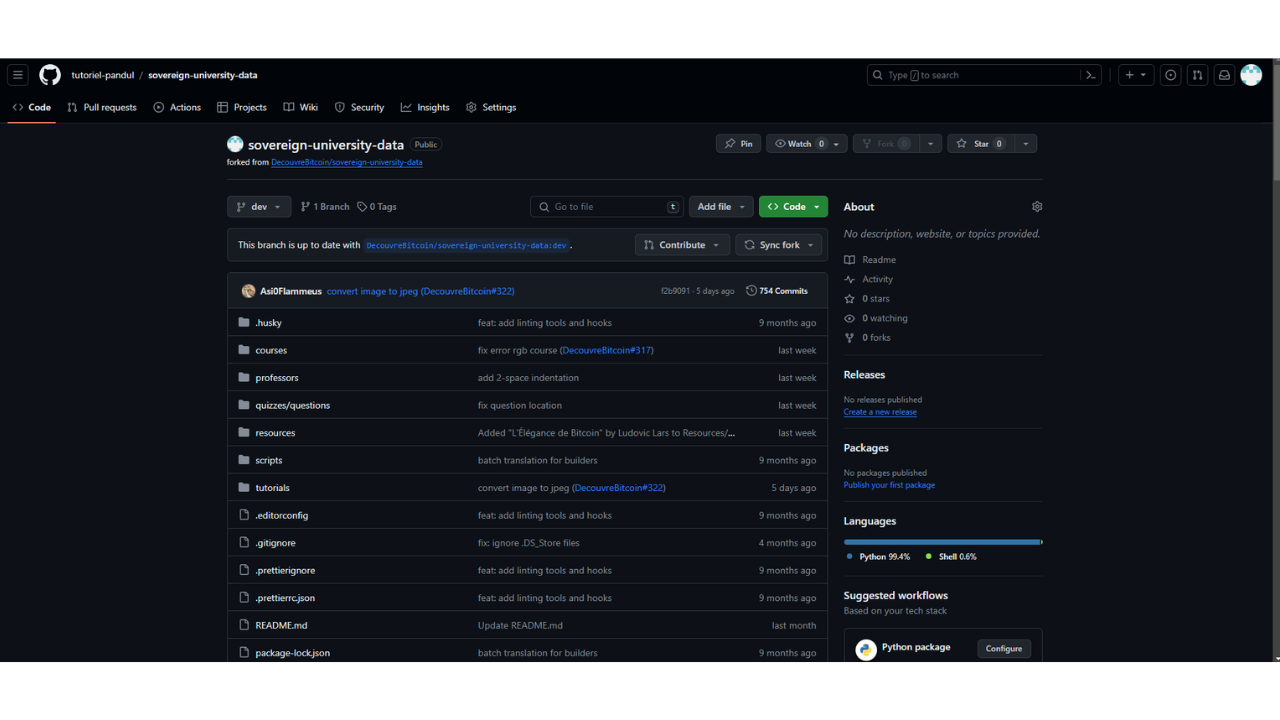 tutoriel-pandul / sovereign-university-data
Type / to search
Code Pull requests Actions Projects Wiki Security Insights Settings
sovereign-university-data Public
Pin Watch 0 Fork 0 Star 0
forked from DecouvreBitcoin/sovereign-university-data
dev 1 Branch 0 Tags Go to file t Add file Code
This branch is up to date with DecouvreBitcoin/sovereign-university-data:dev .
Contribute Sync fork
Asi0Flammeus convert image to jpeg (DecouvreBitcoin#322) f2b9091 · 5 days ago 754 Commits
.husky feat: add linting tools and hooks 9 months ago
courses fix error rgb course (DecouvreBitcoin#317) last week
professors add 2-space indentation last week
quizzes/questions fix question location last week
resources Added "L'Élégance de Bitcoin" by Ludovic Lars to Resources/... last week
scripts batch translation for builders 9 months ago
tutorials convert image to jpeg (DecouvreBitcoin#322) 5 days ago
.editorconfig feat: add linting tools and hooks 9 months ago
.gitignore fix: ignore .DS_Store files 4 months ago
.prettierignore feat: add linting tools and hooks 9 months ago
.prettierrc.json feat: add linting tools and hooks 9 months ago
README.md Update README.md last month
package-lock.json batch translation for builders 9 months ago
About
No description, website, or topics provided.
Readme
Activity
0 stars
0 watching
0 forks
Releases
No releases published
Create a new release
Packages
No packages published
Publish your first package
Languages
Python 99.4% Shell 0.6%
Suggested workflows
Based on your tech stack
Python package Configure